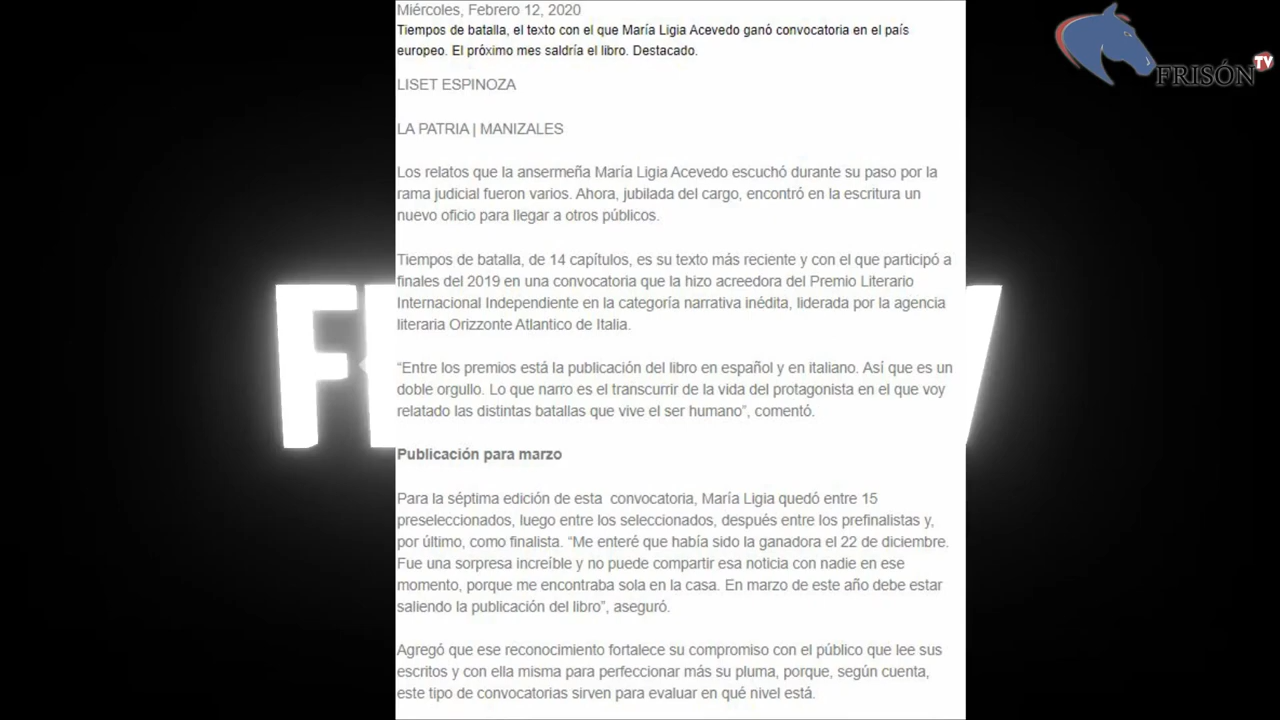 Miércoles, Febrero 12, 2020
Tiempos de batalla, el texto con el que María Ligia Acevedo ganó convocatoria en el país
europeo. El próximo mes saldría el libro. Destacado.
LISET ESPINOZA
LA PATRIA | MANIZALES
Los relatos que la ansermeña María Ligia Acevedo escuchó durante su paso por la
rama judicial fueron varios. Ahora, jubilada del cargo, encontró en la escritura un
nuevo oficio para llegar a otros públicos.
Tiempos de batalla, de 14 capítulos, es su texto más reciente y con el que participó a
finales del 2019 en una convocatoria que la hizo acreedora del Premio Literario
Internacional Independiente en la categoría narrativa inédita, liderada por la agencia
literaria Orizzonte Atlantico de Italia.
“Entre los premios está la publicación del libro en español y en italiano. Así que es un
doble orgullo. Lo que narro es el transcurrir de la vida del protagonista en el que voy
relatado las distintas batallas que vive el ser humano”, comentó.
Publicación para marzo
Para la séptima edición de esta  convocatoria, María Ligia quedó entre 15
preseleccionados, luego entre los seleccionados, después entre los prefinalistas y,
por último, como finalista. “Me enteré que había sido la ganadora el 22 de diciembre.
Fue una sorpresa increíble y no puede compartir esa noticia con nadie en ese
momento, porque me encontraba sola en la casa. En marzo de este año debe estar
saliendo la publicación del libro”, aseguró.
Agregó que ese reconocimiento fortalece su compromiso con el público que lee sus
escritos y con ella misma para perfeccionar más su pluma, porque, según cuenta,
este tipo de convocatorias sirven para evaluar en qué nivel está.
FRISÓN TV